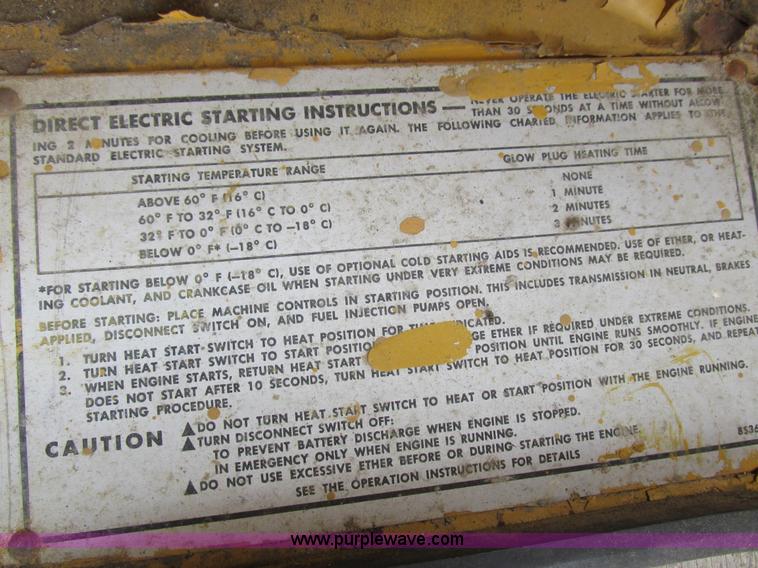 DIRECT ELECTRIC STARTING INSTRUCTIONS — NEVER OPERATE THE ELECTRIC STARTER FOR MORE
THAN 30 SECONDS AT A TIME WITHOUT ALLOW
ING 2 MINUTES FOR COOLING BEFORE USING IT AGAIN. THE FOLLOWING CHARTED INFORMATION APPLIES TO THE
STANDARD ELECTRIC STARTING SYSTEM.
STARTING TEMPERATURE RANGE GLOW PLUG HEATING TIME
ABOVE 60° F (16° C) NONE
60° F TO 32° F (16° C TO 0° C) 1 MINUTE
32° F TO 0° F (0° C TO −18° C) 2 MINUTES
BELOW 0° F* (−18° C) 3 MINUTES
*FOR STARTING BELOW 0° F (−18° C), USE OF OPTIONAL COLD STARTING AIDS IS RECOMMENDED. USE OF ETHER, OR HEAT-
ING COOLANT, AND CRANKCASE OIL WHEN STARTING UNDER VERY EXTREME CONDITIONS MAY BE REQUIRED.
BEFORE STARTING: PLACE MACHINE CONTROLS IN STARTING POSITION. THIS INCLUDES TRANSMISSION IN NEUTRAL, BRAKES
APPLIED, DISCONNECT SWITCH ON, AND FUEL INJECTION PUMPS OPEN.
1. TURN HEAT START SWITCH TO HEAT POSITION FOR TIME INDICATED.
2. TURN HEAT START SWITCH TO START POSITION ETHER IF REQUIRED UNDER EXTREME CONDITIONS.
3. WHEN ENGINE STARTS, RETURN HEAT START POSITION UNTIL ENGINE RUNS SMOOTHLY. IF ENGINE
DOES NOT START AFTER 10 SECONDS, TURN HEAT START SWITCH TO HEAT POSITION FOR 30 SECONDS, AND REPEAT
STARTING PROCEDURE.
CAUTION ▲DO NOT TURN HEAT START SWITCH TO HEAT OR START POSITION WITH THE ENGINE RUNNING.
▲TURN DISCONNECT SWITCH OFF:
TO PREVENT BATTERY DISCHARGE WHEN ENGINE IS STOPPED.
IN EMERGENCY ONLY WHEN ENGINE IS RUNNING.
▲DO NOT USE EXCESSIVE ETHER BEFORE OR DURING STARTING THE ENGINE.
SEE THE OPERATION INSTRUCTIONS FOR DETAILS
www.purplewave.com